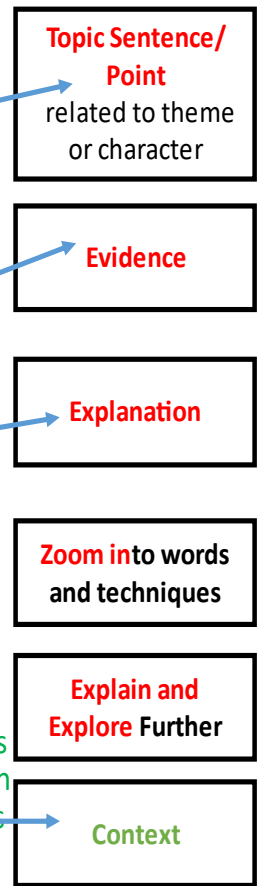 Topic Sentence/
Point
related to theme
or character
Evidence
Explanation
Zoom into words
and techniques
Explain and
Explore Further
s
n
s
Context